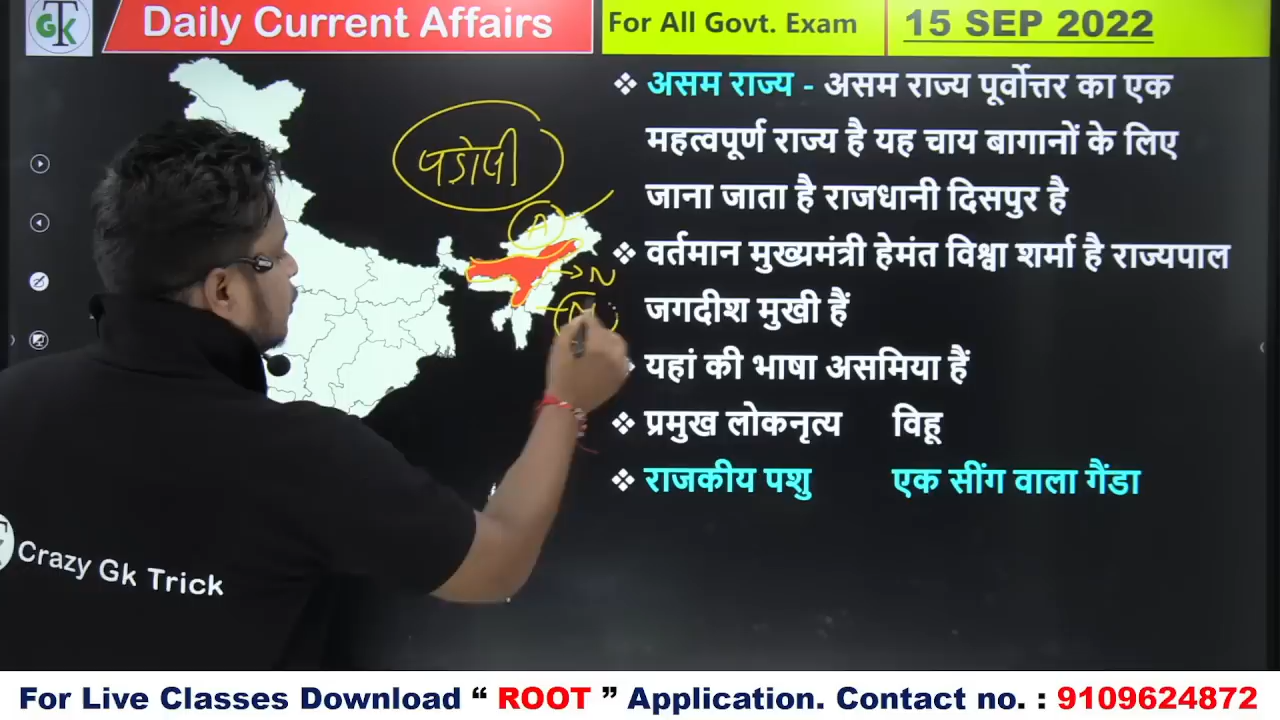 GTK
Daily Current Affairs
For All Govt. Exam
15 SEP 2022
पड़ोसी
A
N
❖ असम राज्य - असम राज्य पूर्वोत्तर का एक
महत्वपूर्ण राज्य है यह चाय बागानों के लिए
जाना जाता है राजधानी दिसपुर है
❖ वर्तमान मुख्यमंत्री हेमंत विश्वा शर्मा है राज्यपाल
जगदीश मुखी हैं
यहां की भाषा असमिया हैं
❖ प्रमुख लोकनृत्य विहू
❖ राजकीय पशु एक सींग वाला गैंडा
Crazy Gk Trick
For Live Classes Download “ ROOT ” Application. Contact no. : 9109624872